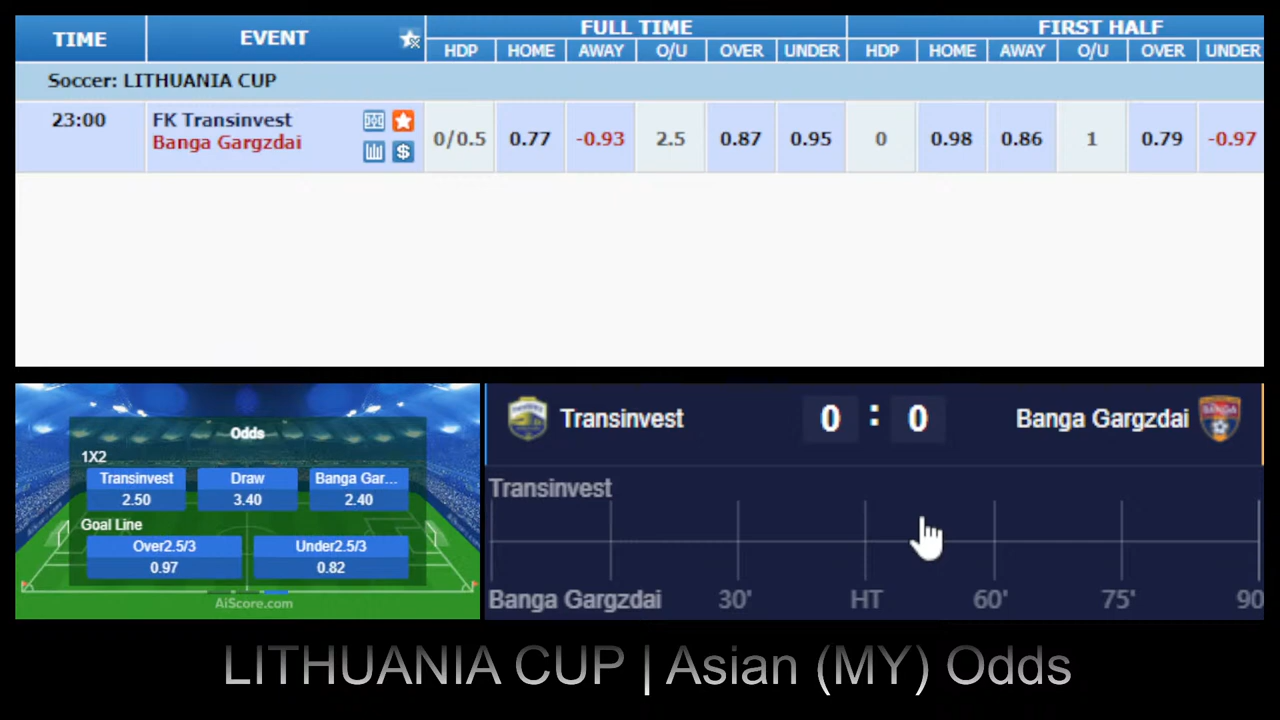 TIME EVENT FULL TIME FIRST HALF
HDP HOME AWAY O/U OVER UNDER HDP HOME AWAY O/U OVER UNDER
Soccer: LITHUANIA CUP
23:00 FK Transinvest
Banga Gargzdai
0/0.5 0.77 -0.93 2.5 0.87 0.95 0 0.98 0.86 1 0.79 -0.97
Odds
1X2
Transinvest Draw Banga Gar...
2.50 3.40 2.40
Goal Line
Over2.5/3 Under2.5/3
0.97 0.82
AiScore.com
Transinvest 0 : 0 Banga Gargzdai
BANGA
Transinvest
Banga Gargzdai 30' HT 60' 75' 90
LITHUANIA CUP | Asian (MY) Odds